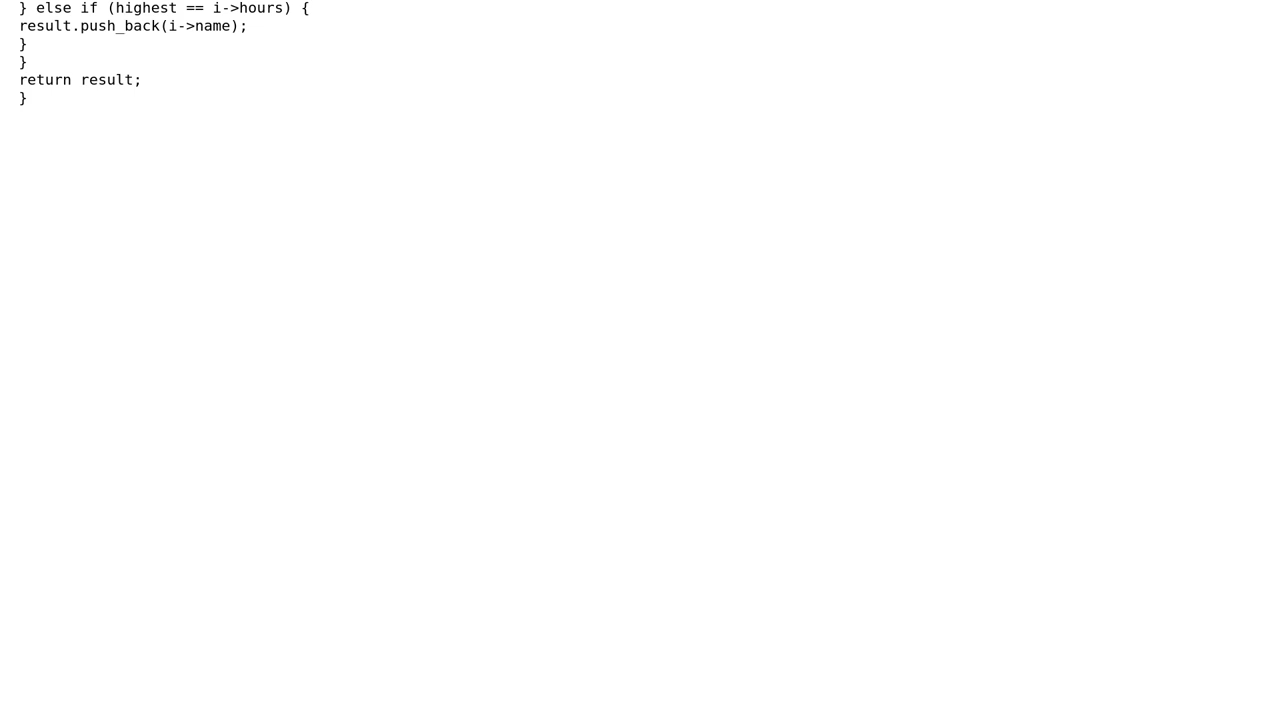 } else if (highest == i->hours) {
result.push_back(i->name);
}
}
return result;
}